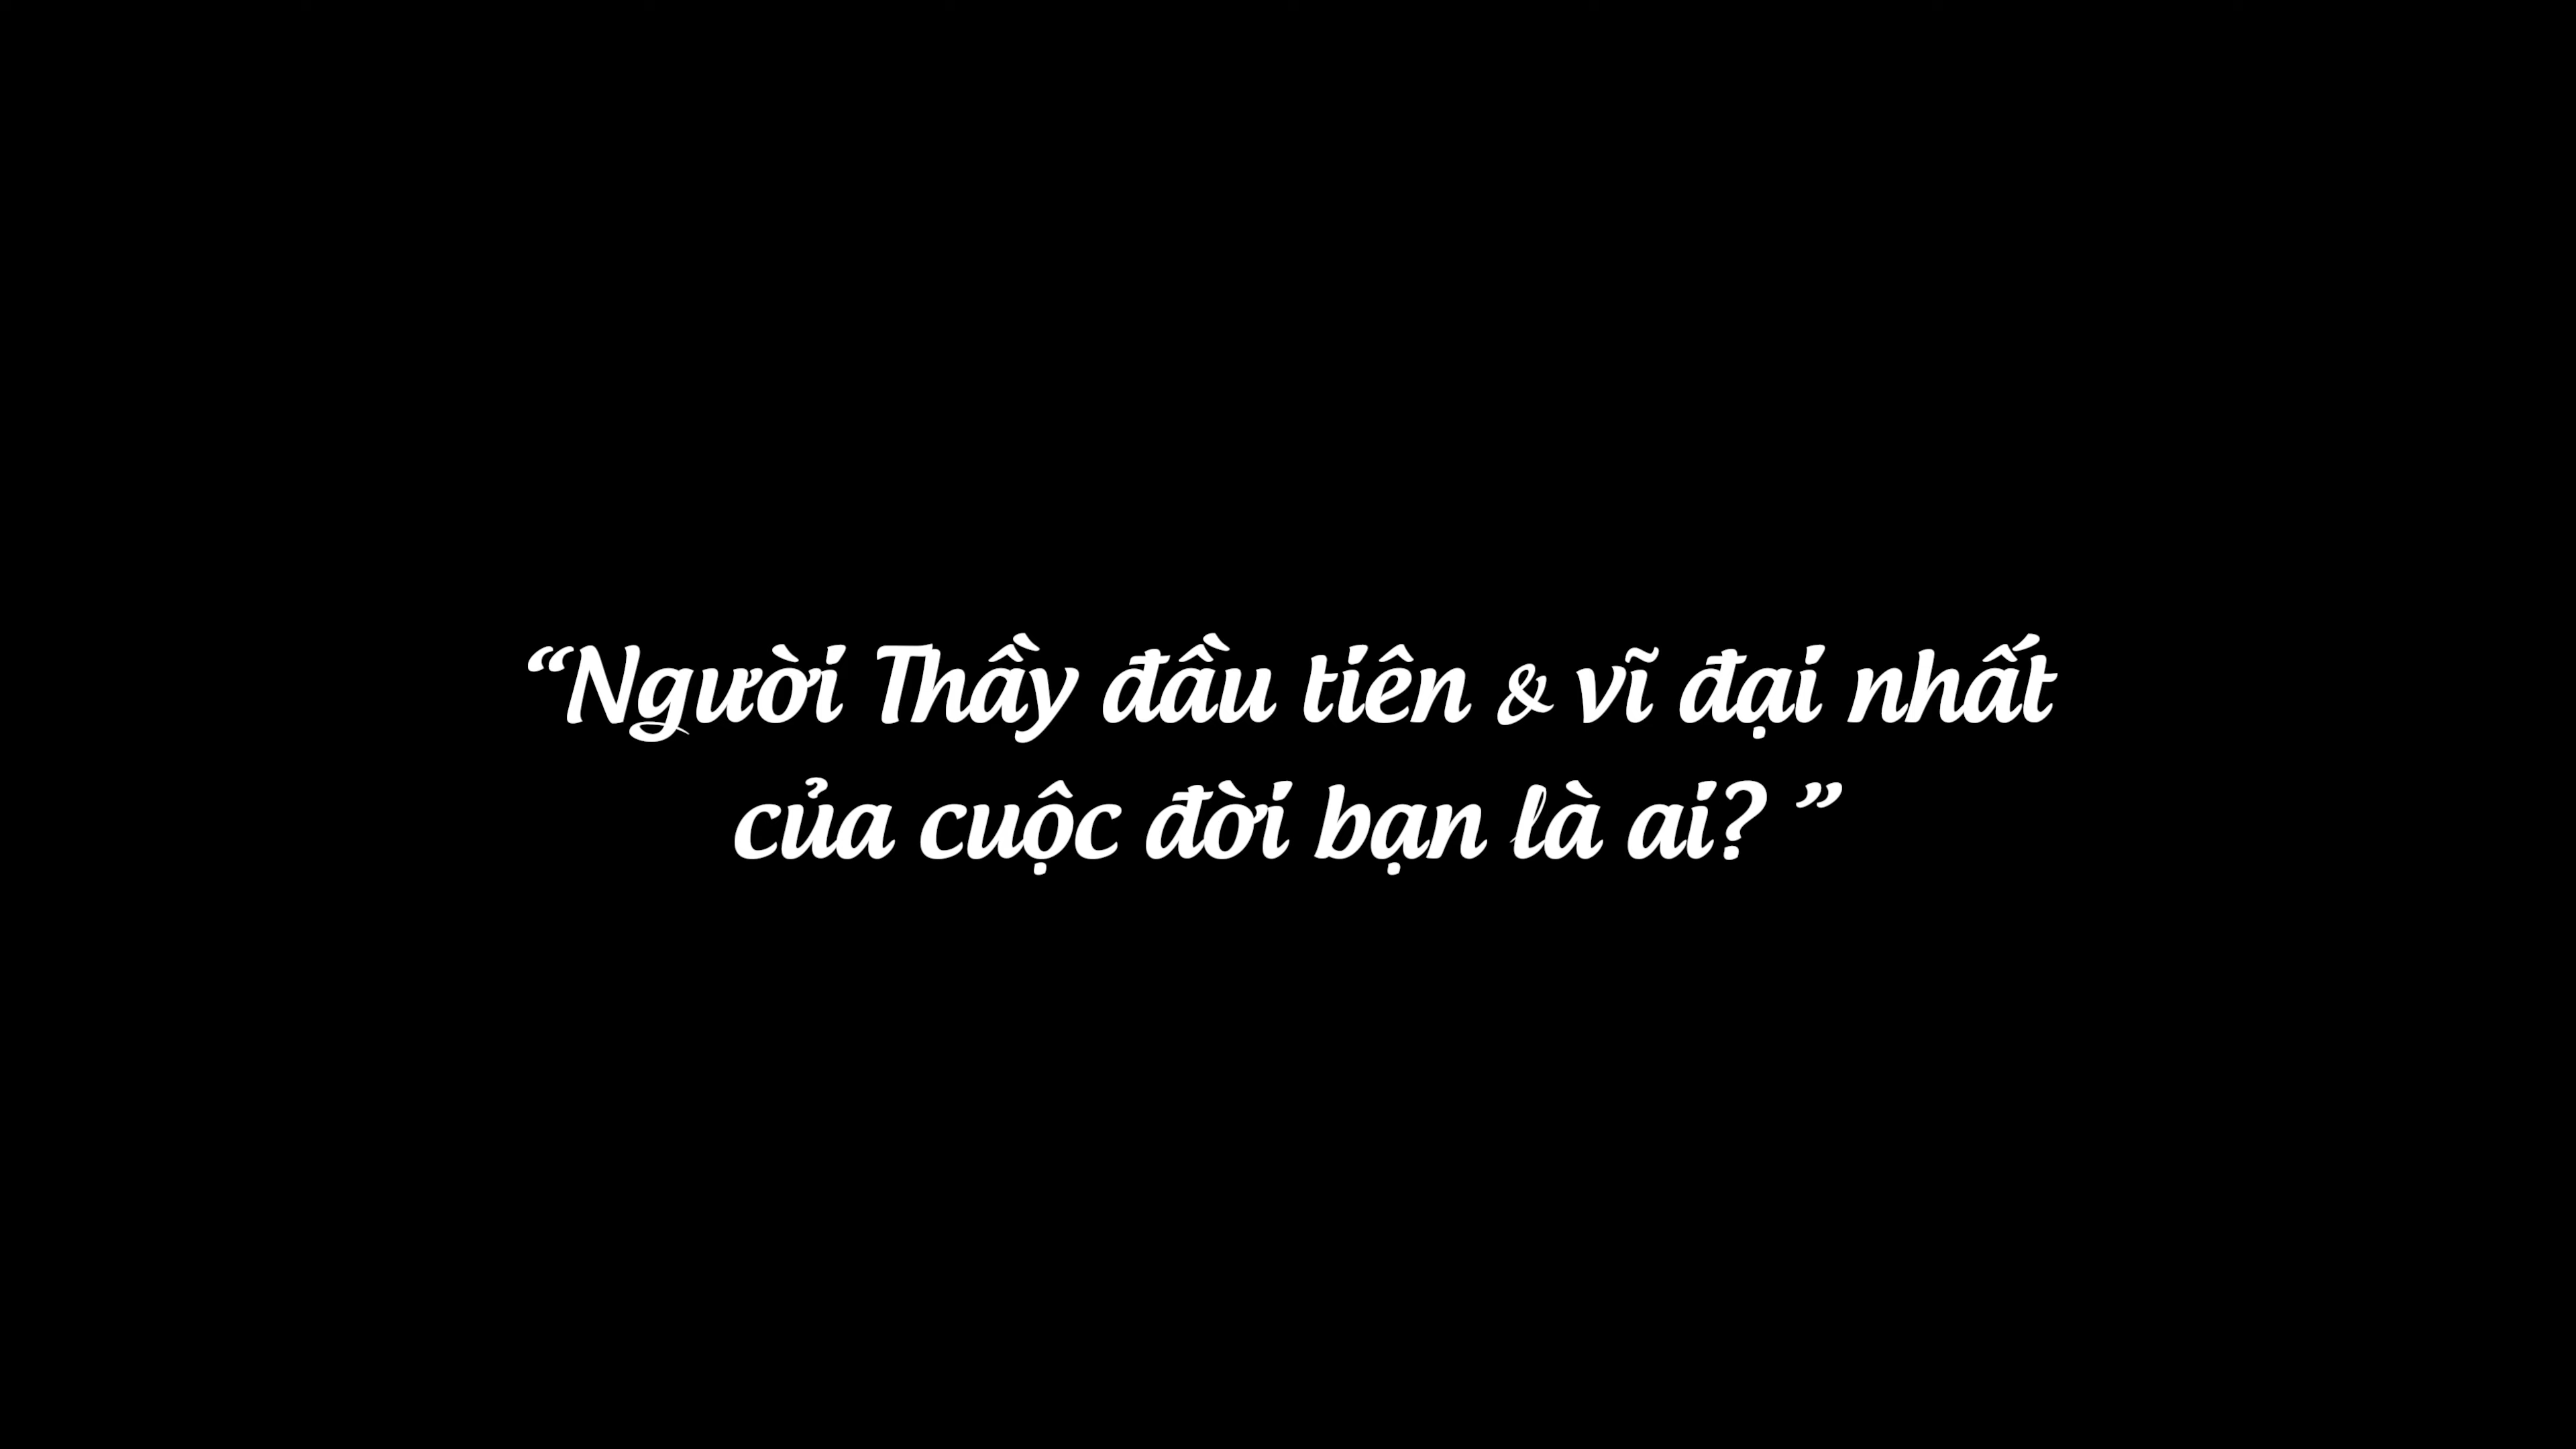 “Người Thầy đầu tiên & vĩ đại nhất
của cuộc đời bạn là ai? ”